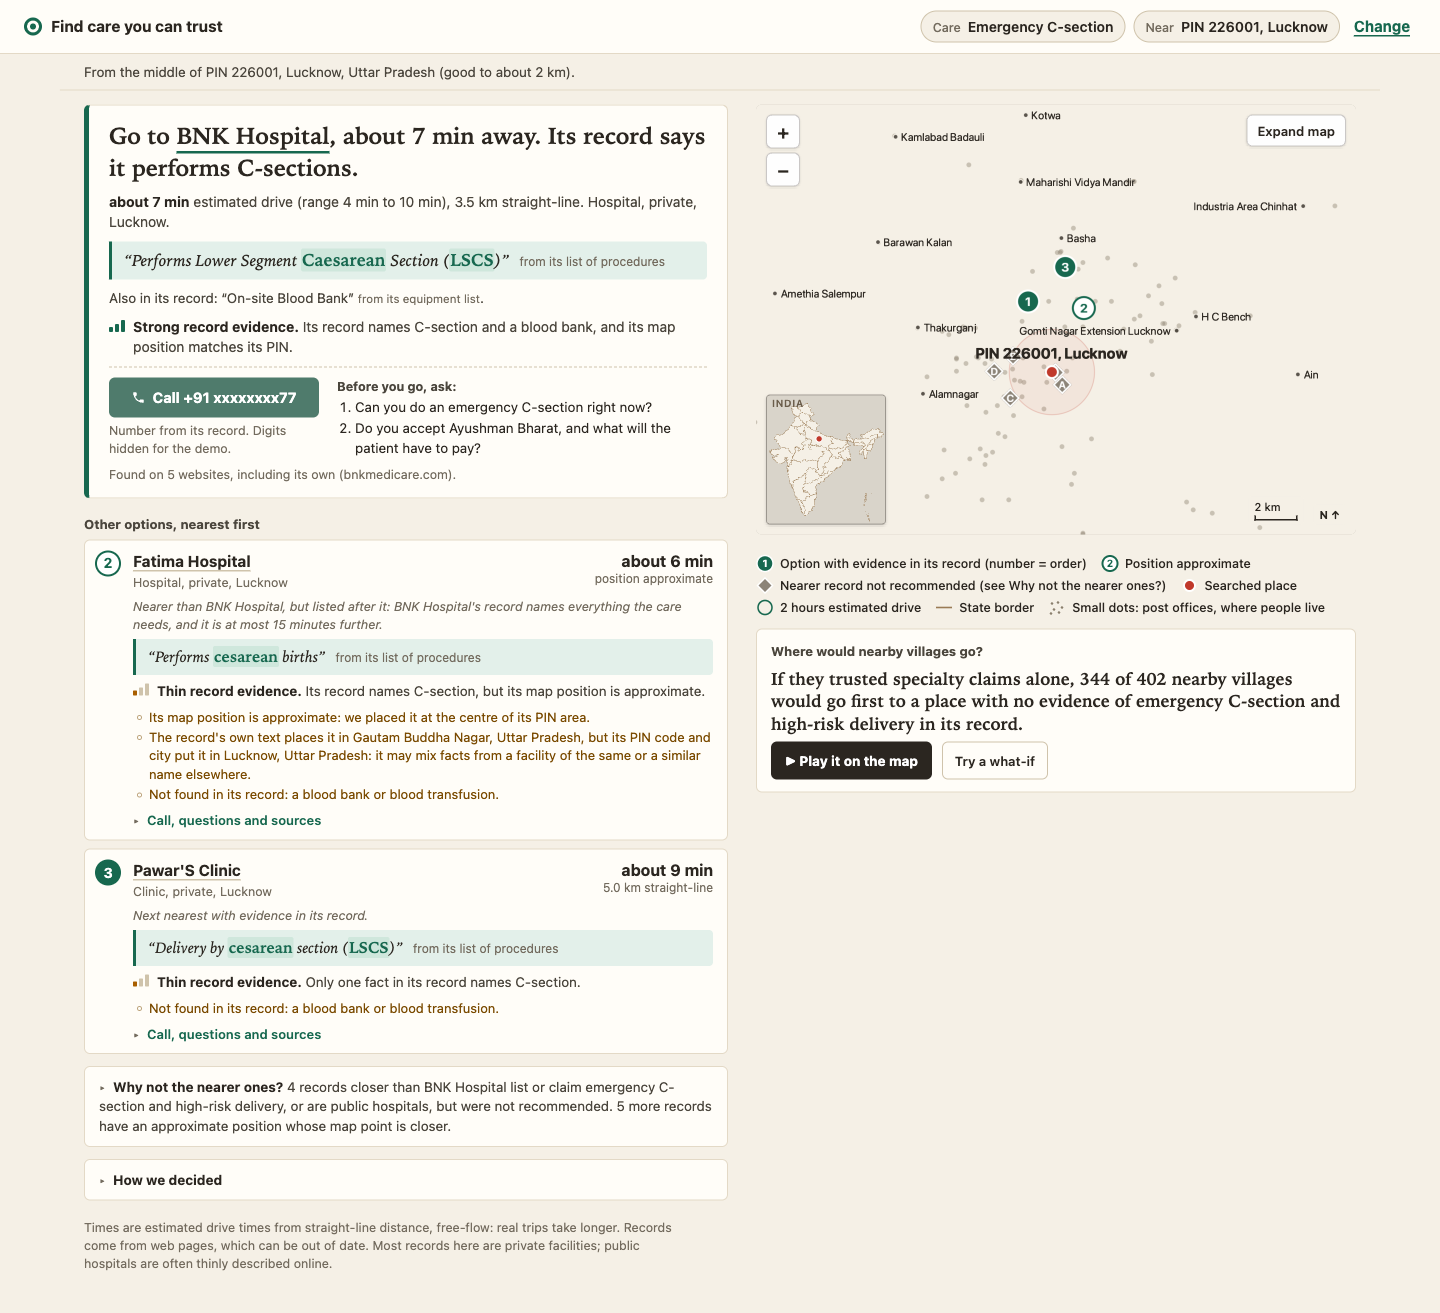 Find care you can trust
Care Emergency C-section
Near PIN 226001, Lucknow
Change
From the middle of PIN 226001, Lucknow, Uttar Pradesh (good to about 2 km).
Go to BNK Hospital, about 7 min away. Its record says
it performs C-sections.
about 7 min estimated drive (range 4 min to 10 min), 3.5 km straight-line. Hospital, private,
Lucknow.
“Performs Lower Segment Caesarean Section (LSCS)” from its list of procedures
Also in its record: “On-site Blood Bank” from its equipment list.
Strong record evidence. Its record names C-section and a blood bank, and its map
position matches its PIN.
Call +91 xxxxxxxx77
Number from its record. Digits
hidden for the demo.
Before you go, ask:
1. Can you do an emergency C-section right now?
2. Do you accept Ayushman Bharat, and what will the
patient have to pay?
Found on 5 websites, including its own (bnkmedicare.com).
Other options, nearest first
2
Fatima Hospital
about 6 min
Hospital, private, Lucknow
position approximate
Nearer than BNK Hospital, but listed after it: BNK Hospital's record names everything the care
needs, and it is at most 15 minutes further.
“Performs cesarean births” from its list of procedures
Thin record evidence. Its record names C-section, but its map position is approximate.
Its map position is approximate: we placed it at the centre of its PIN area.
The record's own text places it in Gautam Buddha Nagar, Uttar Pradesh, but its PIN code and
city put it in Lucknow, Uttar Pradesh: it may mix facts from a facility of the same or a similar
name elsewhere.
Not found in its record: a blood bank or blood transfusion.
Call, questions and sources
3
Pawar'S Clinic
about 9 min
Clinic, private, Lucknow
5.0 km straight-line
Next nearest with evidence in its record.
“Delivery by cesarean section (LSCS)” from its list of procedures
Thin record evidence. Only one fact in its record names C-section.
Not found in its record: a blood bank or blood transfusion.
Call, questions and sources
Why not the nearer ones? 4 records closer than BNK Hospital list or claim emergency C-
section and high-risk delivery, or are public hospitals, but were not recommended. 5 more records
have an approximate position whose map point is closer.
How we decided
Times are estimated drive times from straight-line distance, free-flow: real trips take longer. Records
come from web pages, which can be out of date. Most records here are private facilities; public
hospitals are often thinly described online.
+
−
Expand map
Kotwa
Kamlabad Badauli
Maharishi Vidya Mandir
Industria Area Chinhat
Barawan Kalan
Basha
3
Amethia Salempur
1
2
H C Bench
Thakurganj
Gomti Nagar Extension Lucknow
PIN 226001, Lucknow
D
A
C
Ain
Alamnagar
INDIA
2 km
N ↑
1 Option with evidence in its record (number = order)
2 Position approximate
Nearer record not recommended (see Why not the nearer ones?)
Searched place
2 hours estimated drive
State border
Small dots: post offices, where people live
Where would nearby villages go?
If they trusted specialty claims alone, 344 of 402 nearby villages
would go first to a place with no evidence of emergency C-section and
high-risk delivery in its record.
Play it on the map
Try a what-if